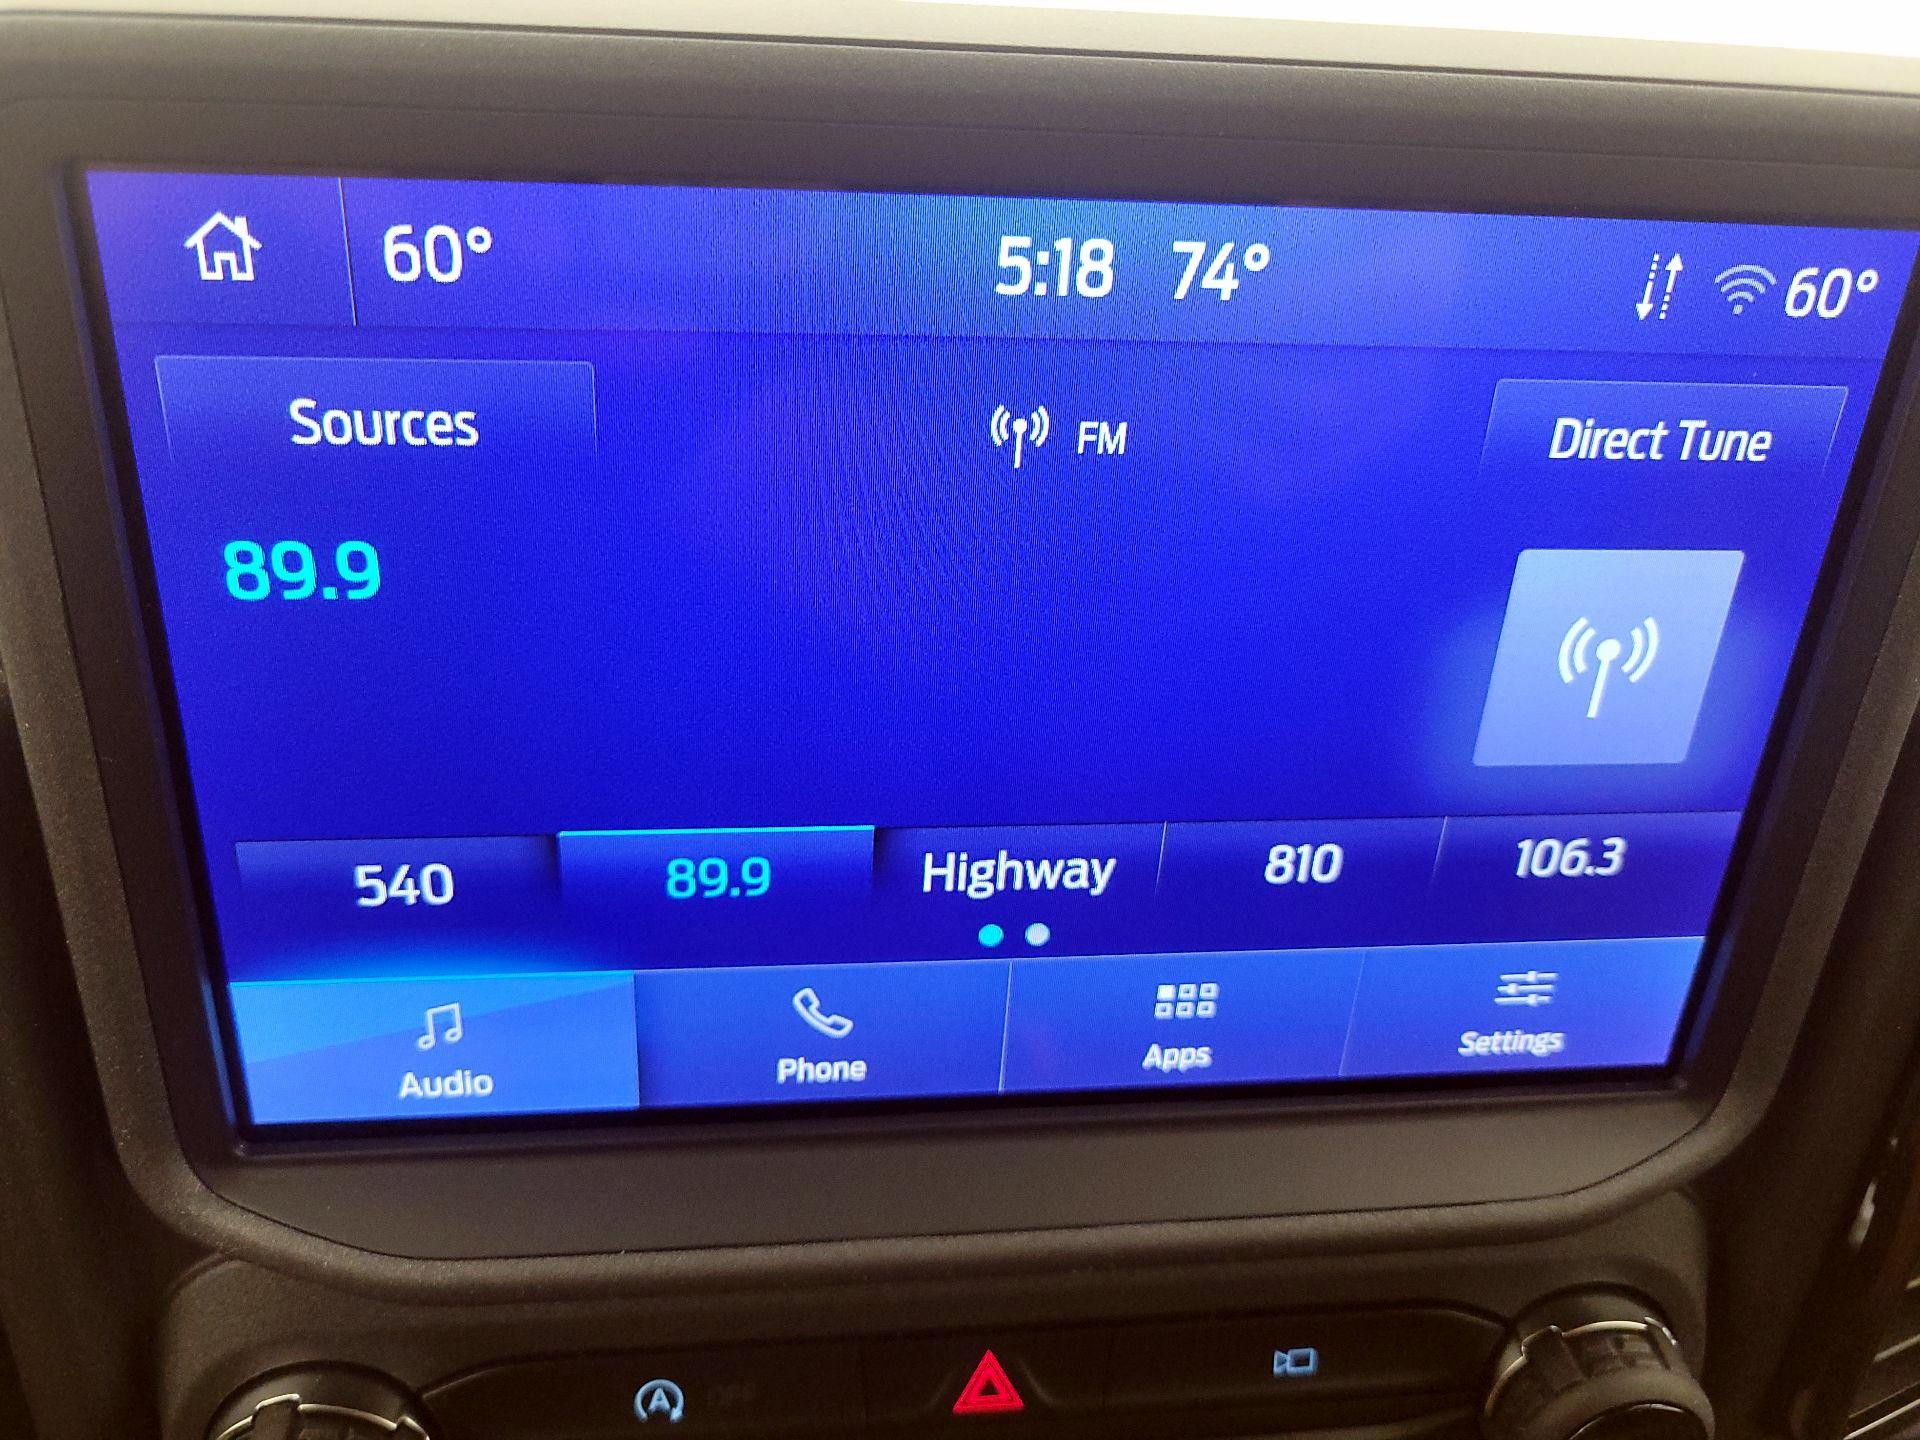 60° 5:18 74° 60°
Sources FM Direct Tune
89.9
540 89.9 Highway 810 106.3
Audio Phone Apps Settings
A